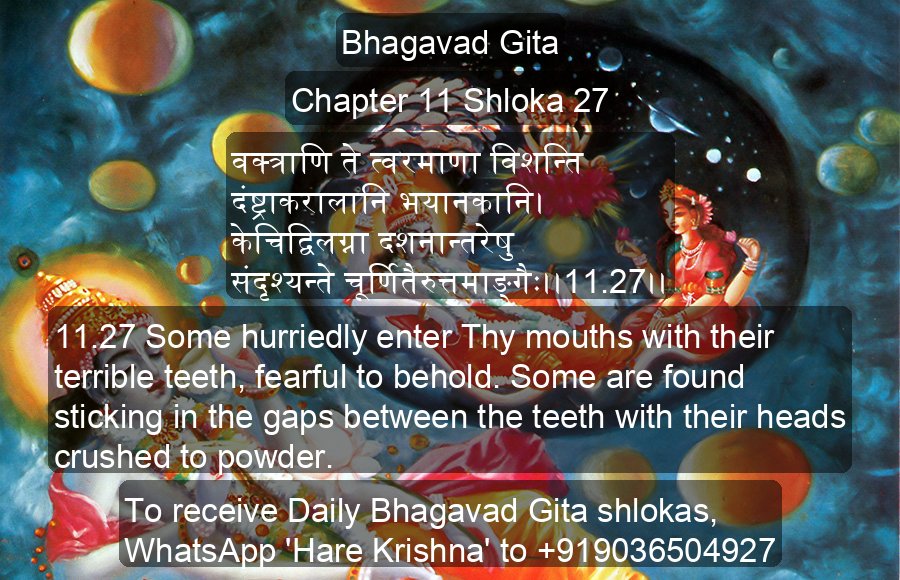 Bhagavad Gita
Chapter 11 Shloka 27
वक्त्राणि ते त्वरमाणा विशन्ति
दंष्ट्राकरालानि भयानकानि।
केचिद्विलग्ना दशनान्तरेषु
संदृश्यन्ते चूर्णितैरुत्तमाङ्गैः।।11.27।।
11.27 Some hurriedly enter Thy mouths with their
terrible teeth, fearful to behold. Some are found
sticking in the gaps between the teeth with their heads
crushed to powder.
To receive Daily Bhagavad Gita shlokas,
WhatsApp 'Hare Krishna' to +919036504927